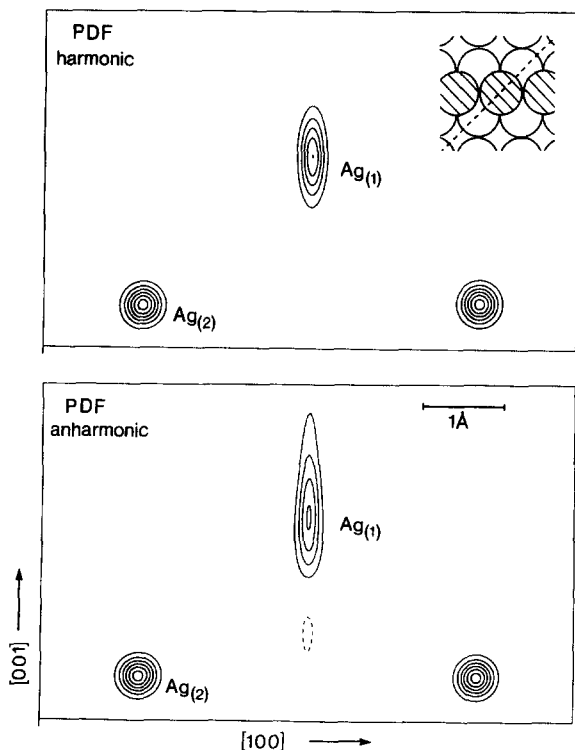 PDF
harmonic
Ag(1)
Ag(2)
PDF
anharmonic
1Å
Ag(1)
Ag(2)
[001]
[100]